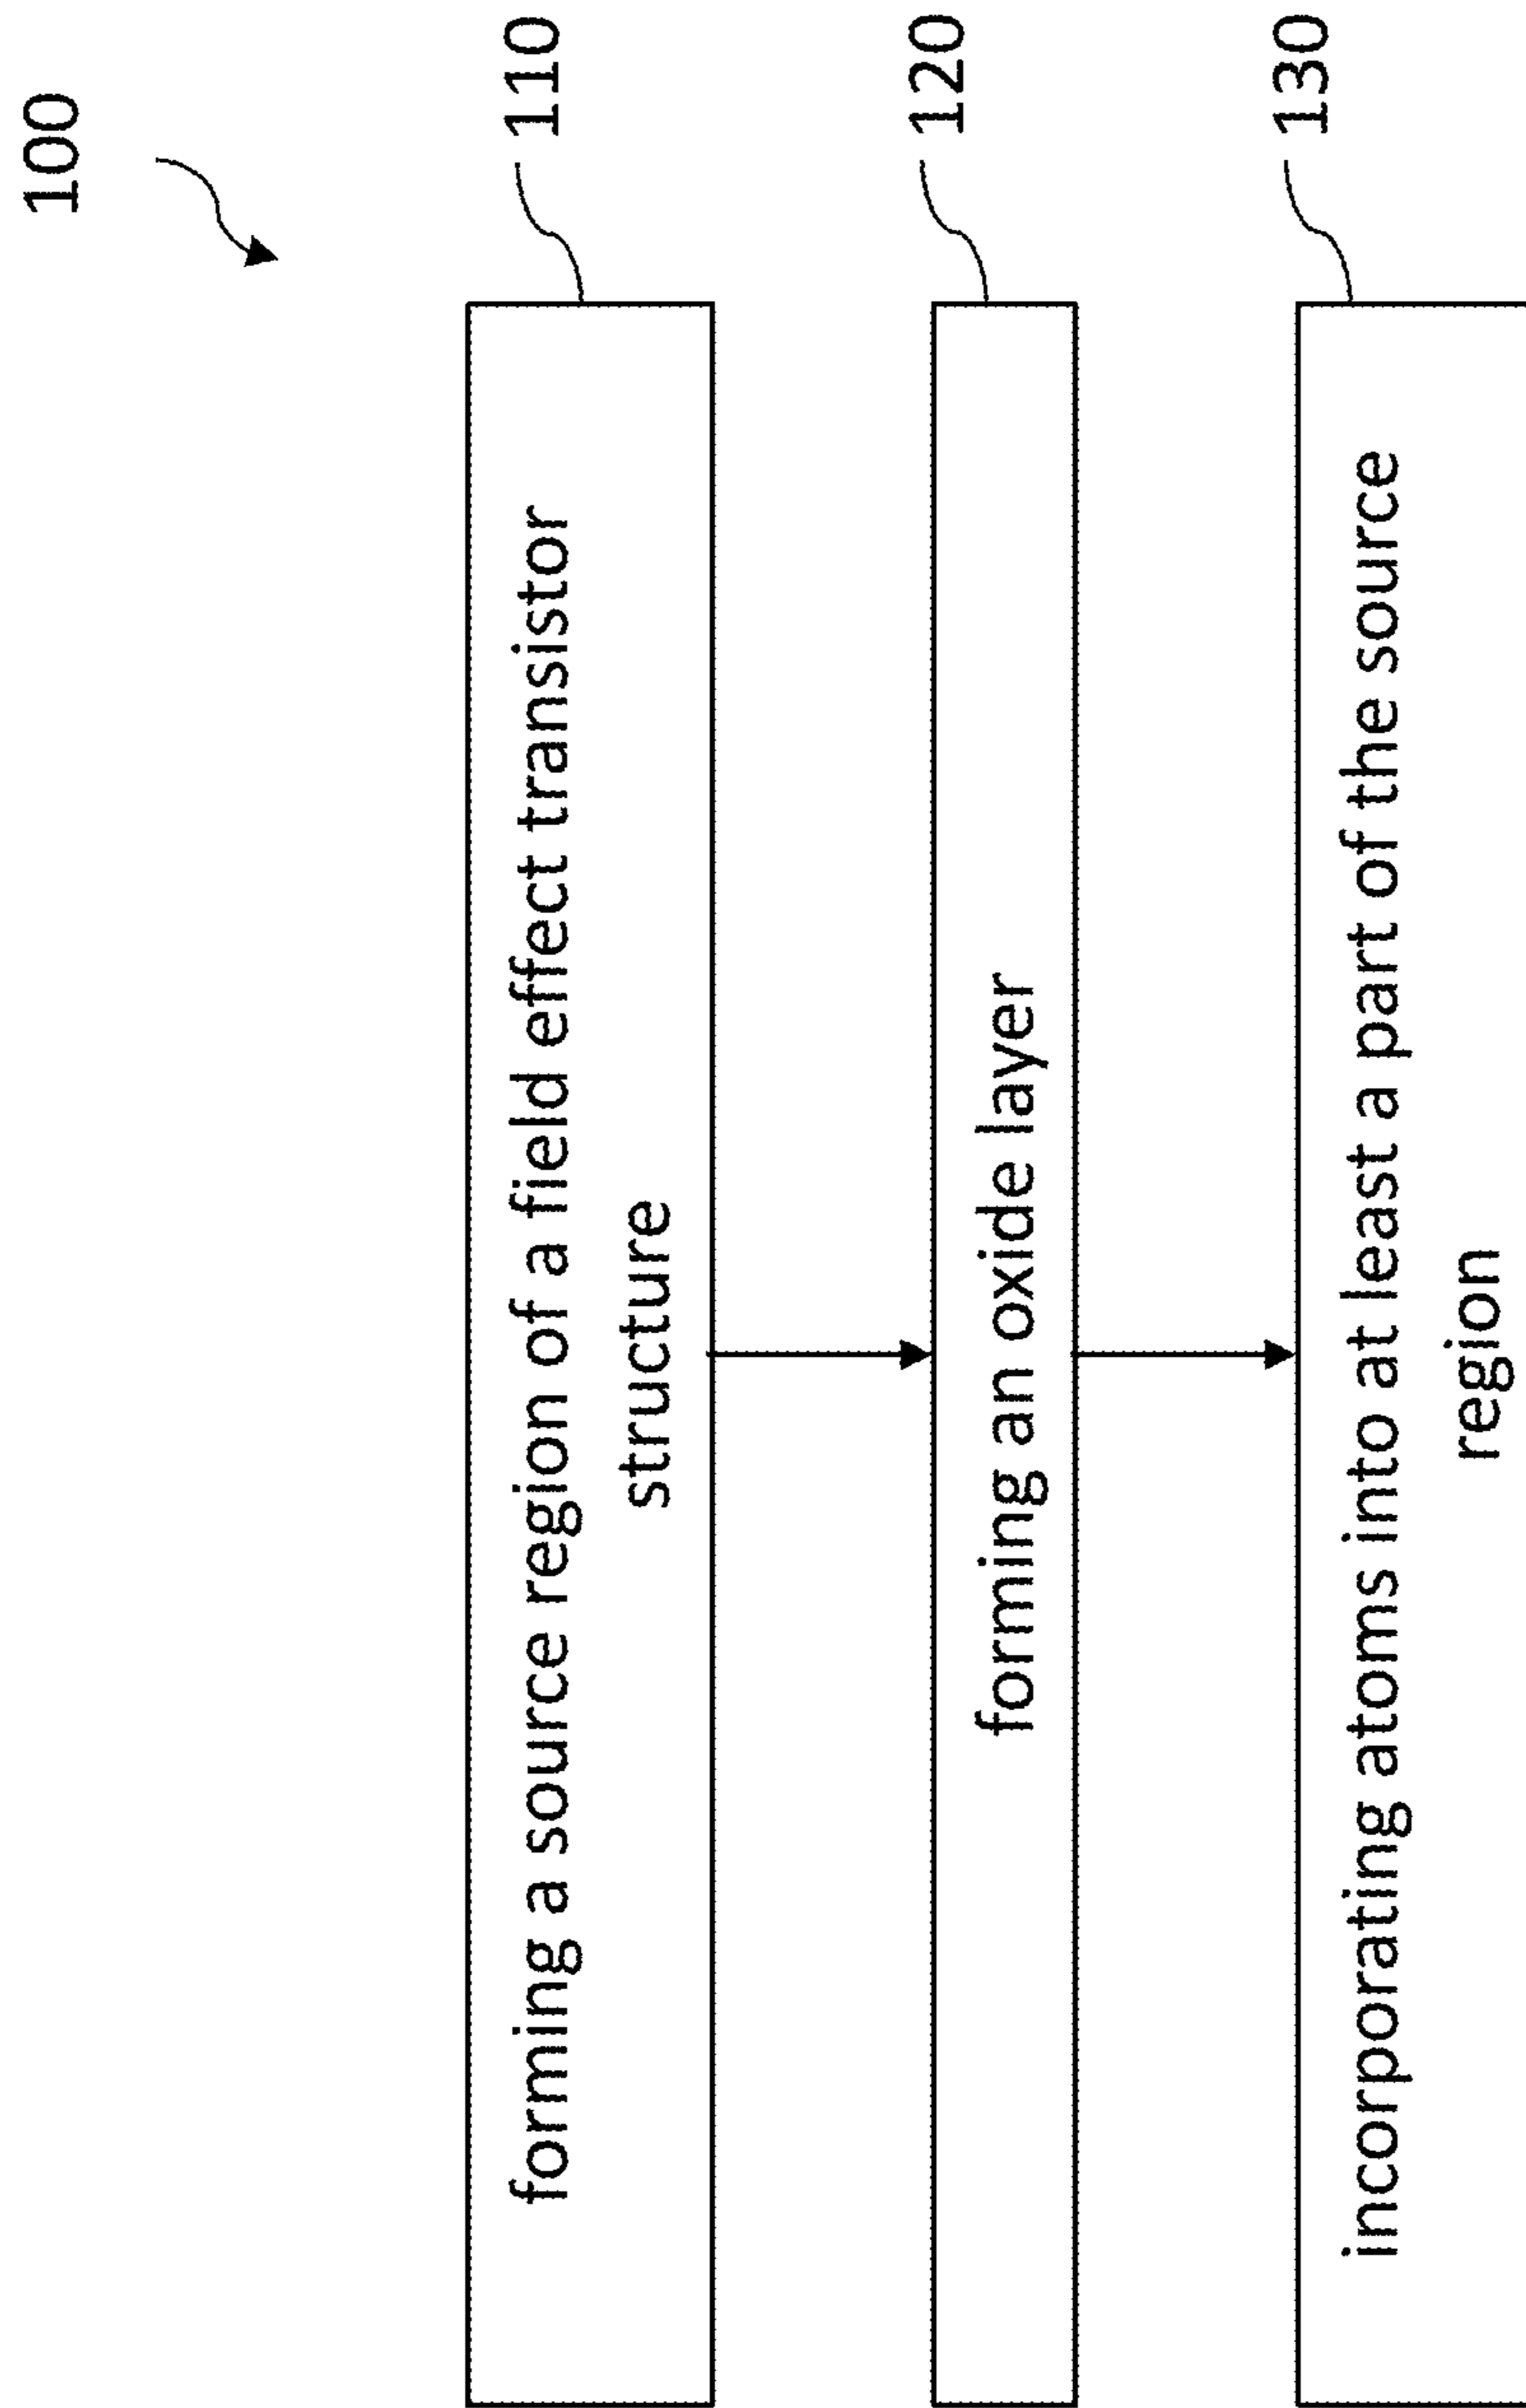 100
110
forming a source region of a field effect transistor
structure
120
forming an oxide layer
130
incorporating atoms into at least a part of the source
region